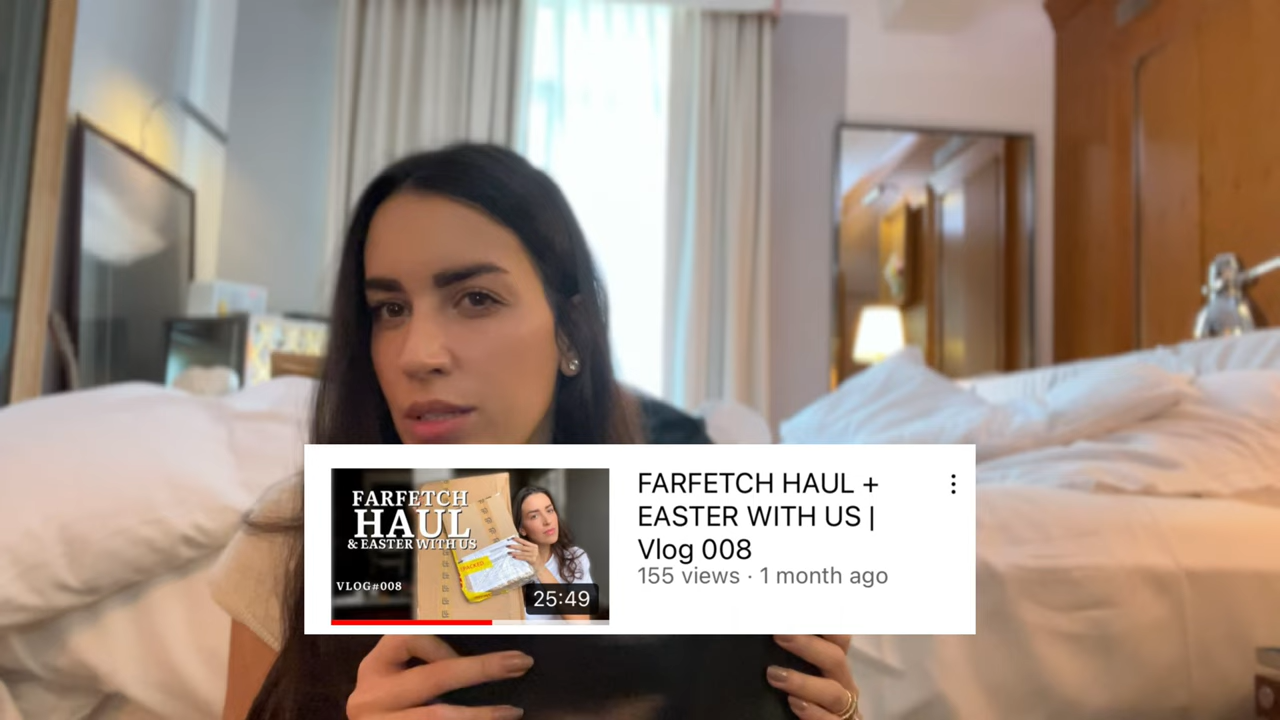 FARFETCH
HAUL
& EASTER WITH US
VLOG#008
25:49
FARFETCH HAUL +
EASTER WITH US |
Vlog 008
155 views · 1 month ago